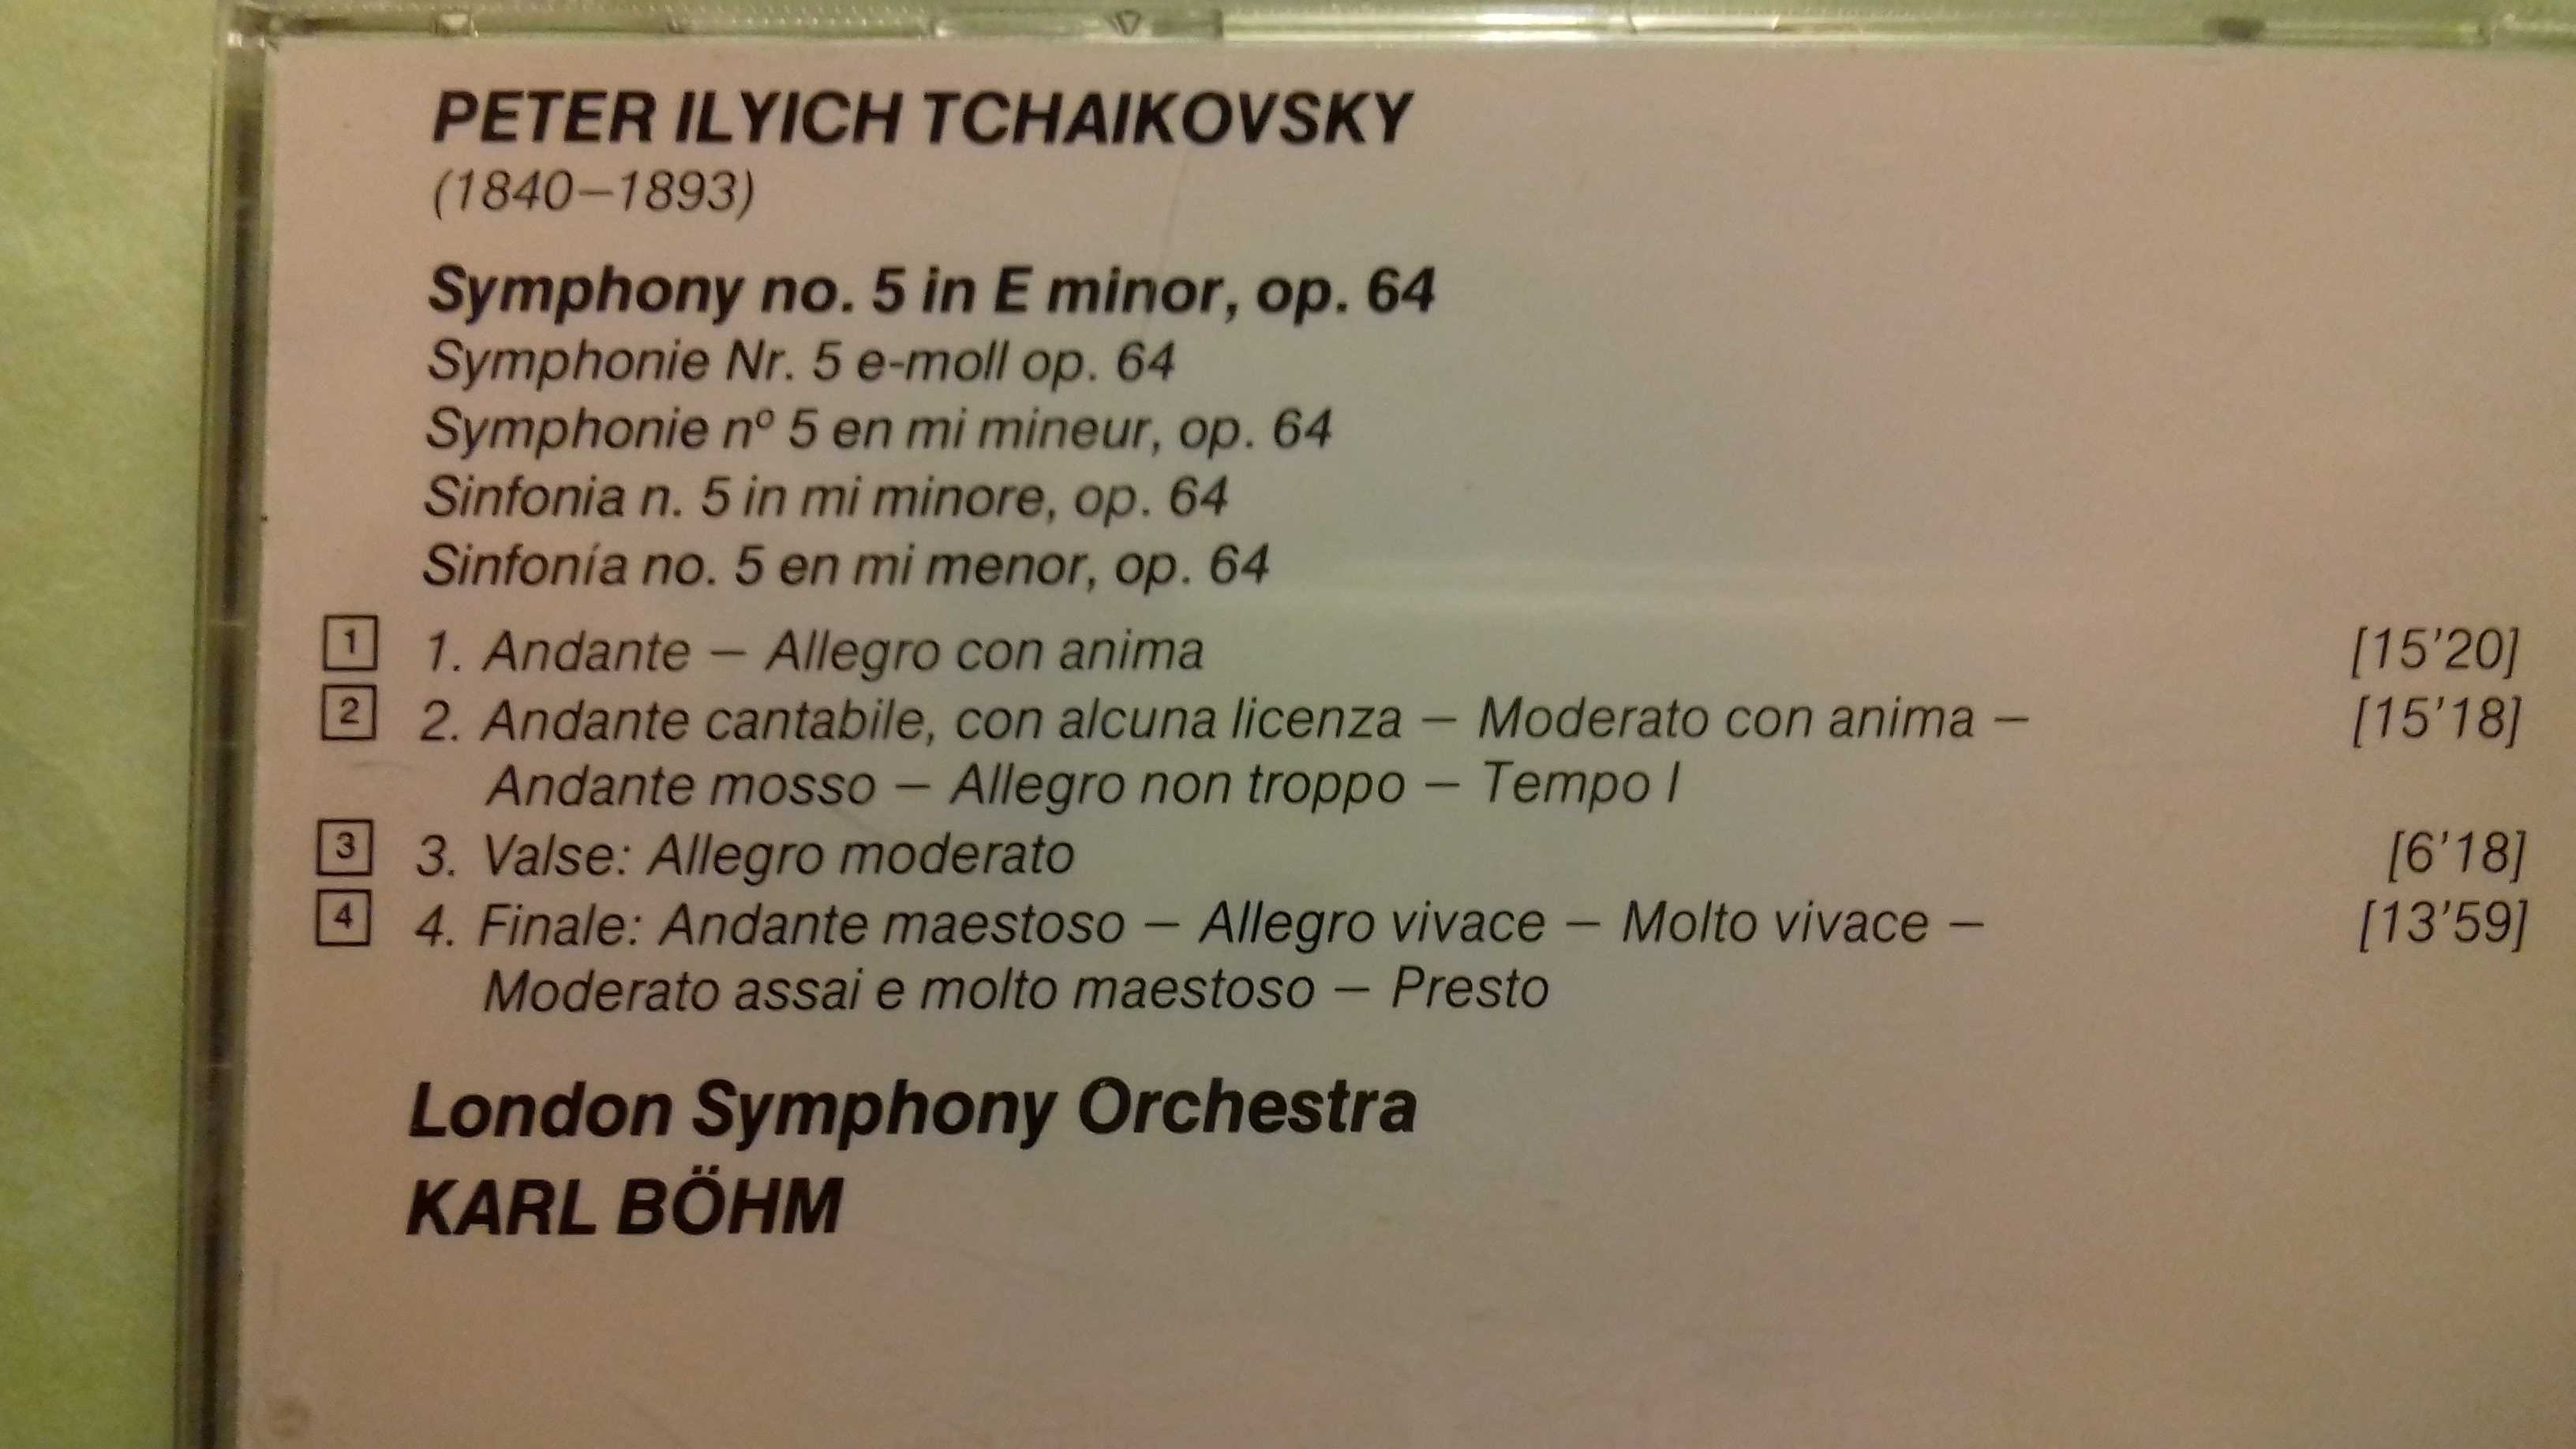 PETER ILYICH TCHAIKOVSKY
(1840–1893)
Symphony no. 5 in E minor, op. 64
Symphonie Nr. 5 e-moll op. 64
Symphonie nº 5 en mi mineur, op. 64
Sinfonia n. 5 in mi minore, op. 64
Sinfonía no. 5 en mi menor, op. 64
1 1. Andante – Allegro con anima [15'20]
2 2. Andante cantabile, con alcuna licenza – Moderato con anima – [15'18]
Andante mosso – Allegro non troppo – Tempo I
3 3. Valse: Allegro moderato [6'18]
4 4. Finale: Andante maestoso – Allegro vivace – Molto vivace – [13'59]
Moderato assai e molto maestoso – Presto
London Symphony Orchestra
KARL BÖHM